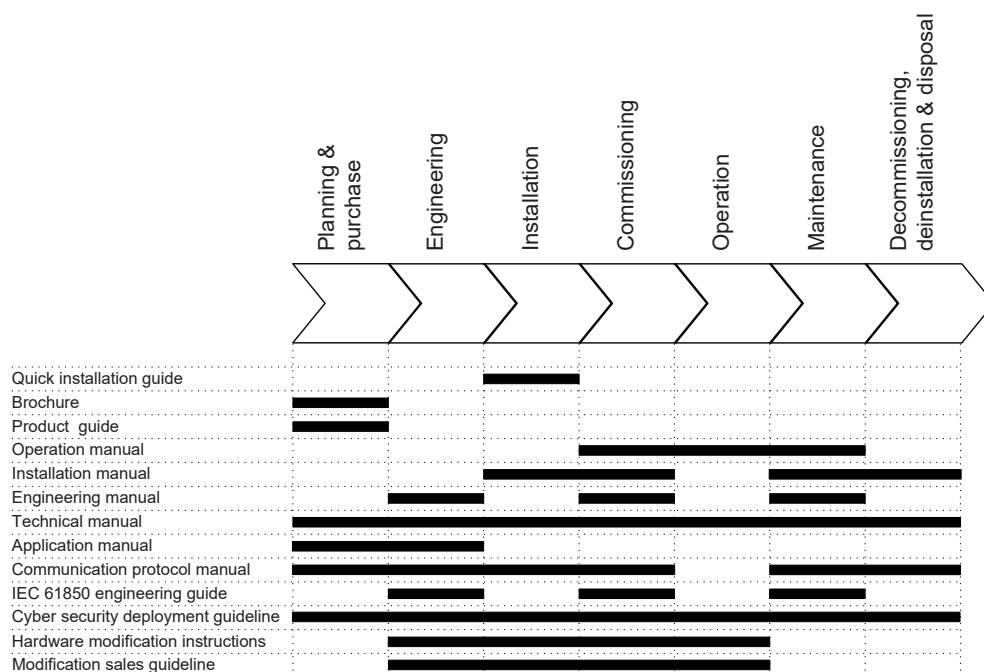 Planning &
purchase
Engineering
Installation
Commissioning
Operation
Maintenance
Decommissioning,
deinstallation & disposal
Quick installation guide
Brochure
Product guide
Operation manual
Installation manual
Engineering manual
Technical manual
Application manual
Communication protocol manual
IEC 61850 engineering guide
Cyber security deployment guideline
Hardware modification instructions
Modification sales guideline